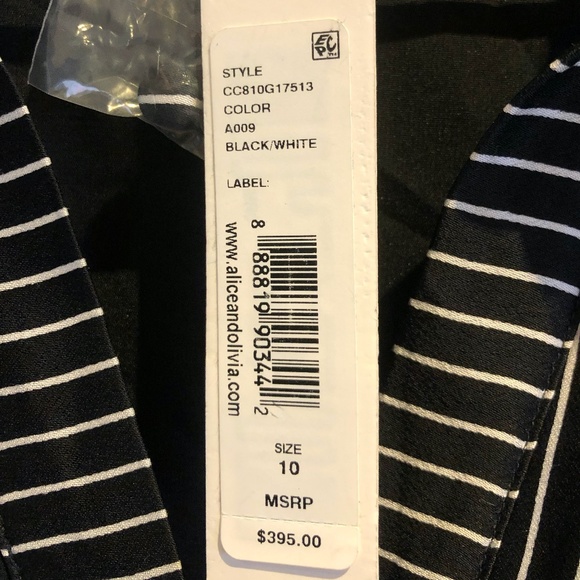 EPC
STYLE
CC810G17513
COLOR
A009
BLACK/WHITE
LABEL:
8 88819 90344 2
www.aliceandolivia.com
SIZE
10
MSRP
$395.00